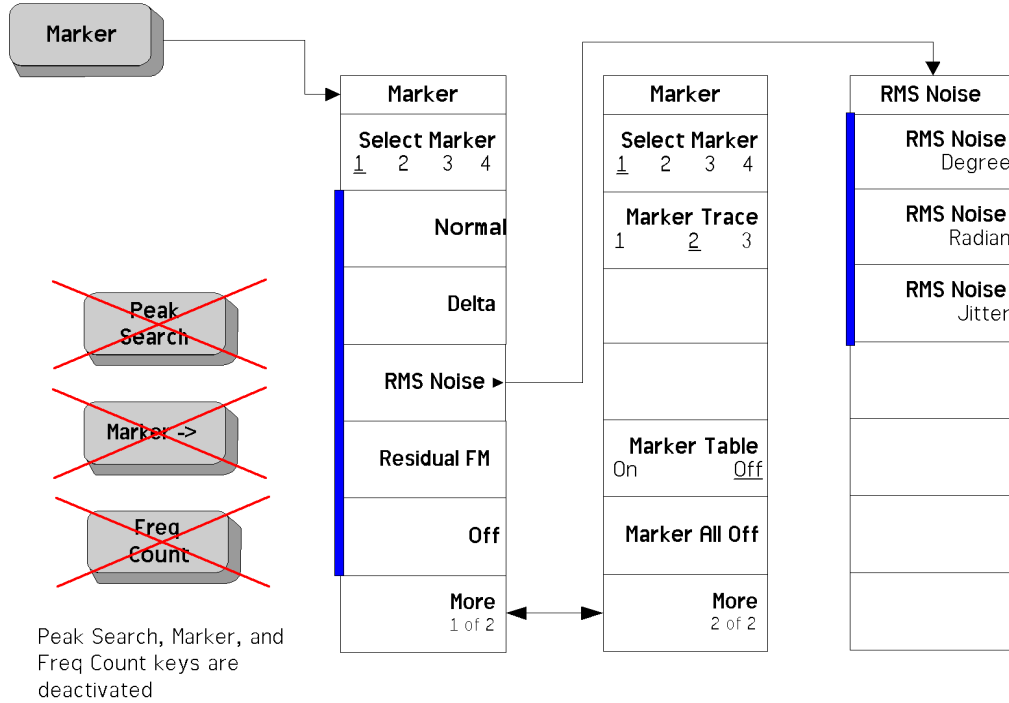 Marker
Marker
Select Marker
1 2 3 4
Normal
Delta
RMS Noise
Residual FM
Off
More
1 of 2
Marker
Select Marker
1 2 3 4
Marker Trace
1 2 3
Marker Table
On Off
Marker All Off
More
2 of 2
RMS Noise
RMS Noise
Degree
RMS Noise
Radian
RMS Noise
Jitter
Peak
Search
Marker ->
Freq
Count
Peak Search, Marker, and
Freq Count keys are
deactivated